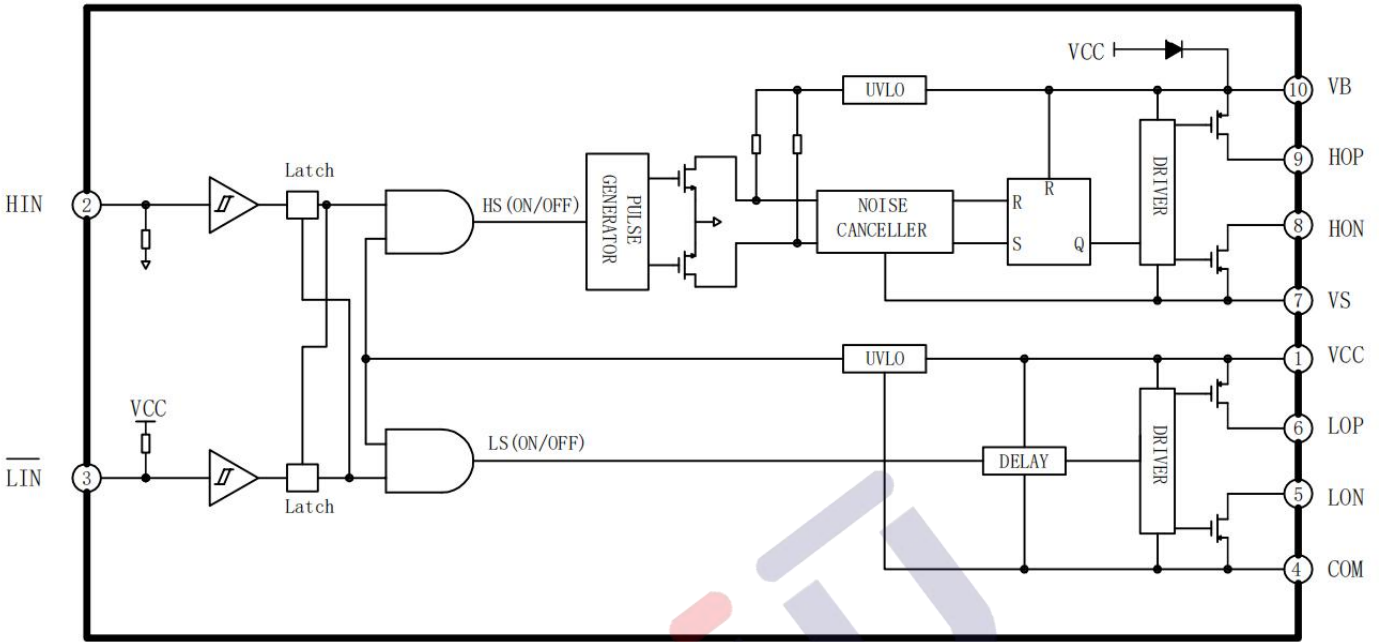 VCC
UVLO
10 VB
Latch
PULSE GENERATOR
R
DRIVER
9 HOP
HIN 2
HS(ON/OFF)
NOISE CANCELLER
R
S
Q
8 HON
7 VS
UVLO
1 VCC
VCC
LS(ON/OFF)
DELAY
DRIVER
6 LOP
LIN 3
Latch
5 LON
4 COM